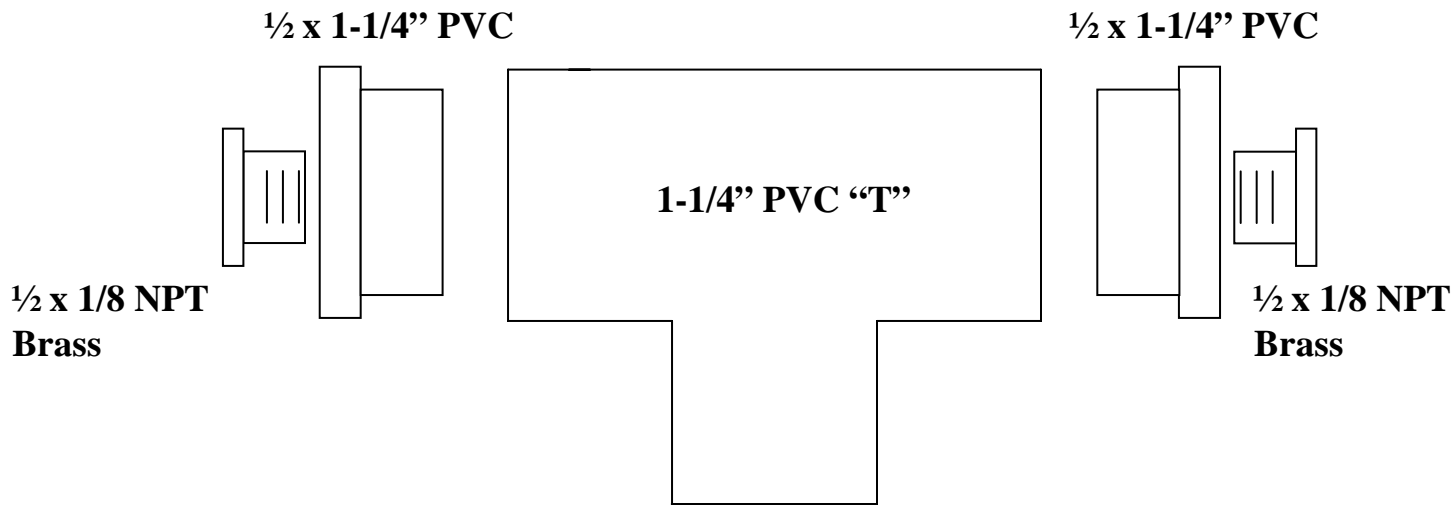 ½ x 1-1/4” PVC
½ x 1-1/4” PVC
1-1/4” PVC “T”
½ x 1/8 NPT
Brass
½ x 1/8 NPT
Brass